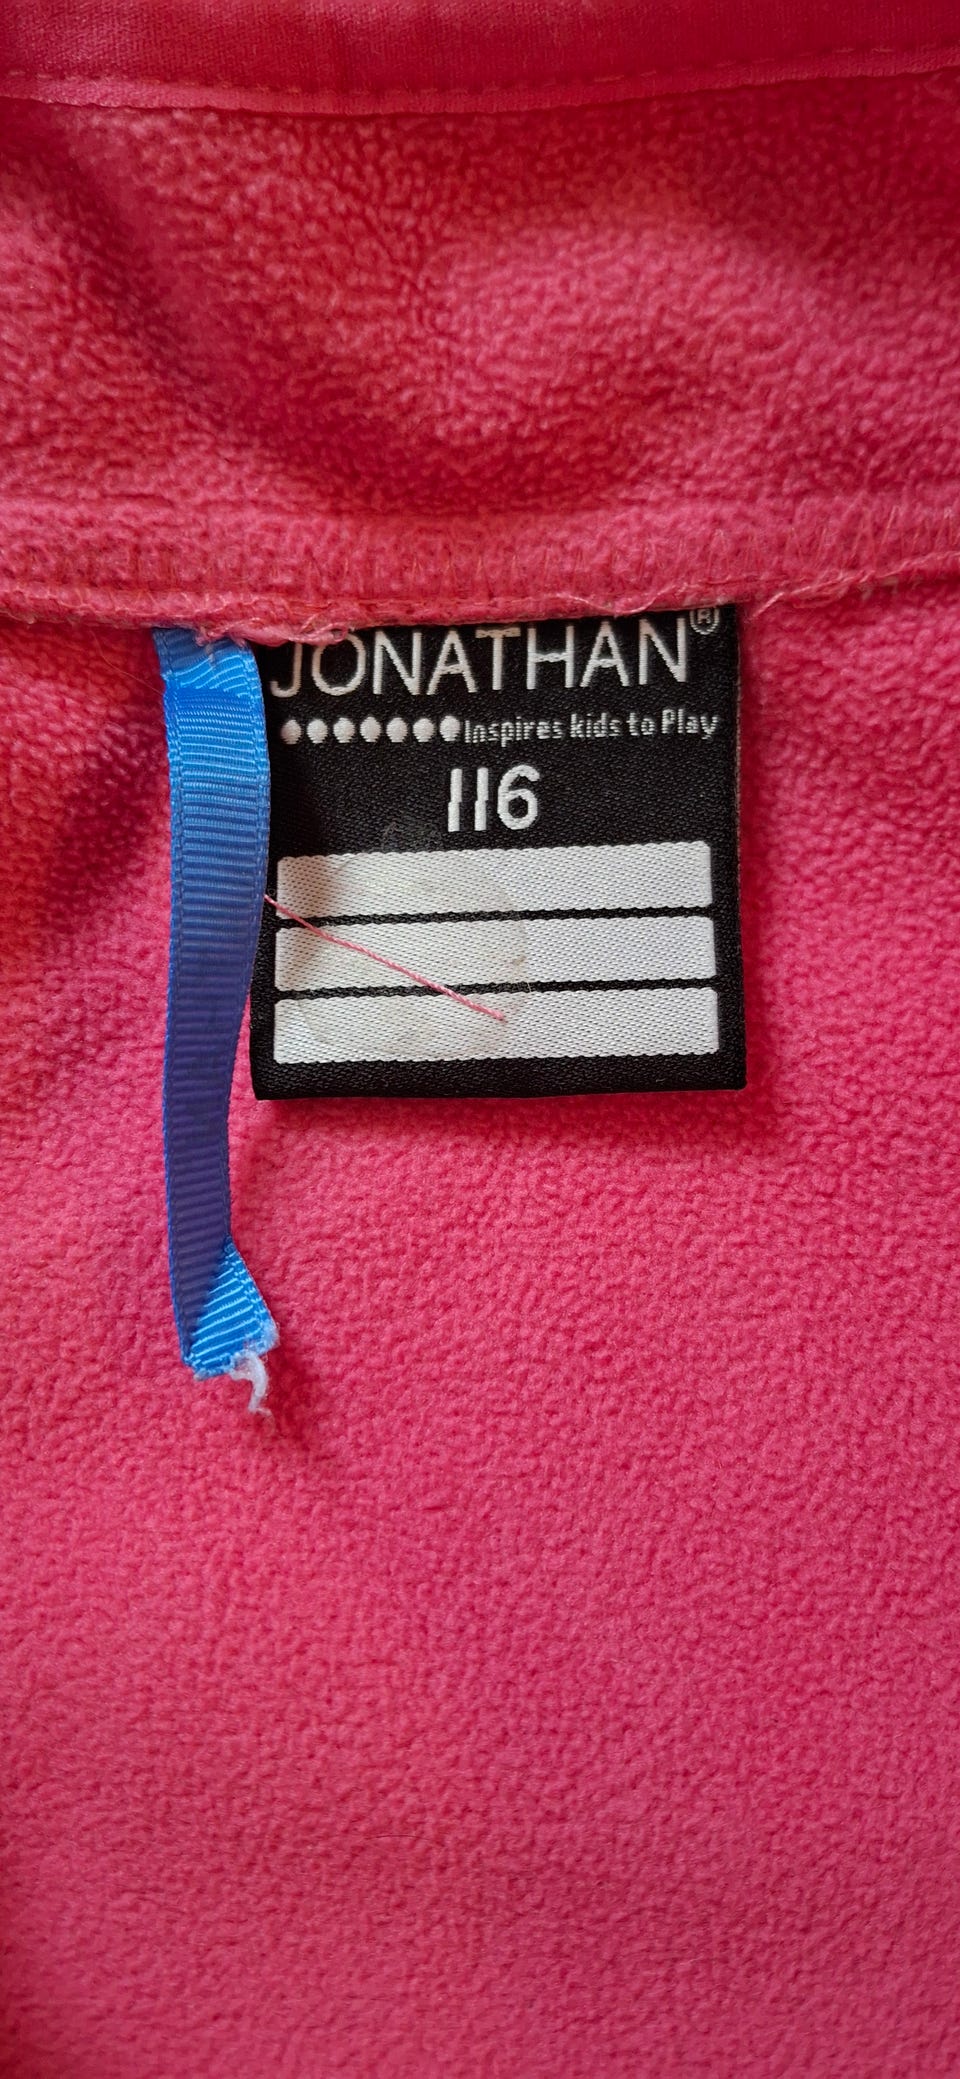 JONATHAN®
Inspires kids to Play
116